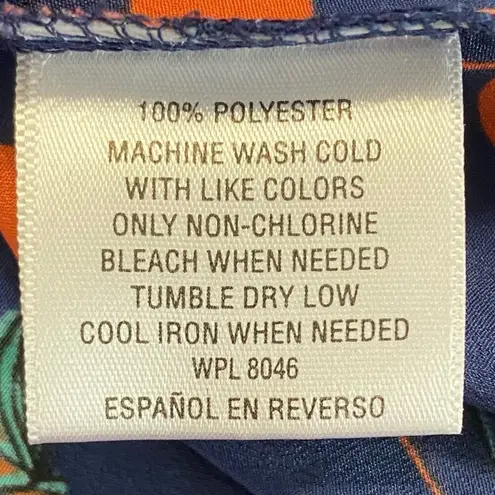 100% POLYESTER
MACHINE WASH COLD
WITH LIKE COLORS
ONLY NON-CHLORINE
BLEACH WHEN NEEDED
TUMBLE DRY LOW
COOL IRON WHEN NEEDED
WPL 8046
ESPAÑOL EN REVERSO